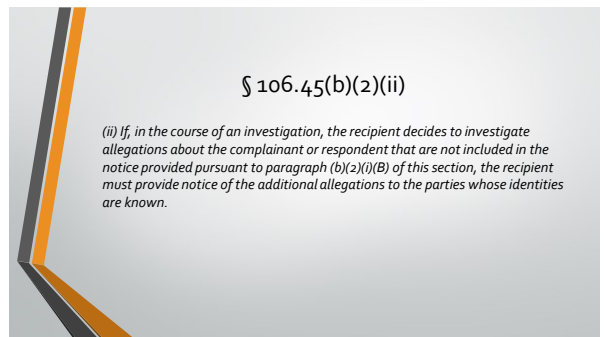 § 106.45(b)(2)(ii)
(ii) If, in the course of an investigation, the recipient decides to investigate
allegations about the complainant or respondent that are not included in the
notice provided pursuant to paragraph (b)(2)(i)(B) of this section, the recipient
must provide notice of the additional allegations to the parties whose identities
are known.